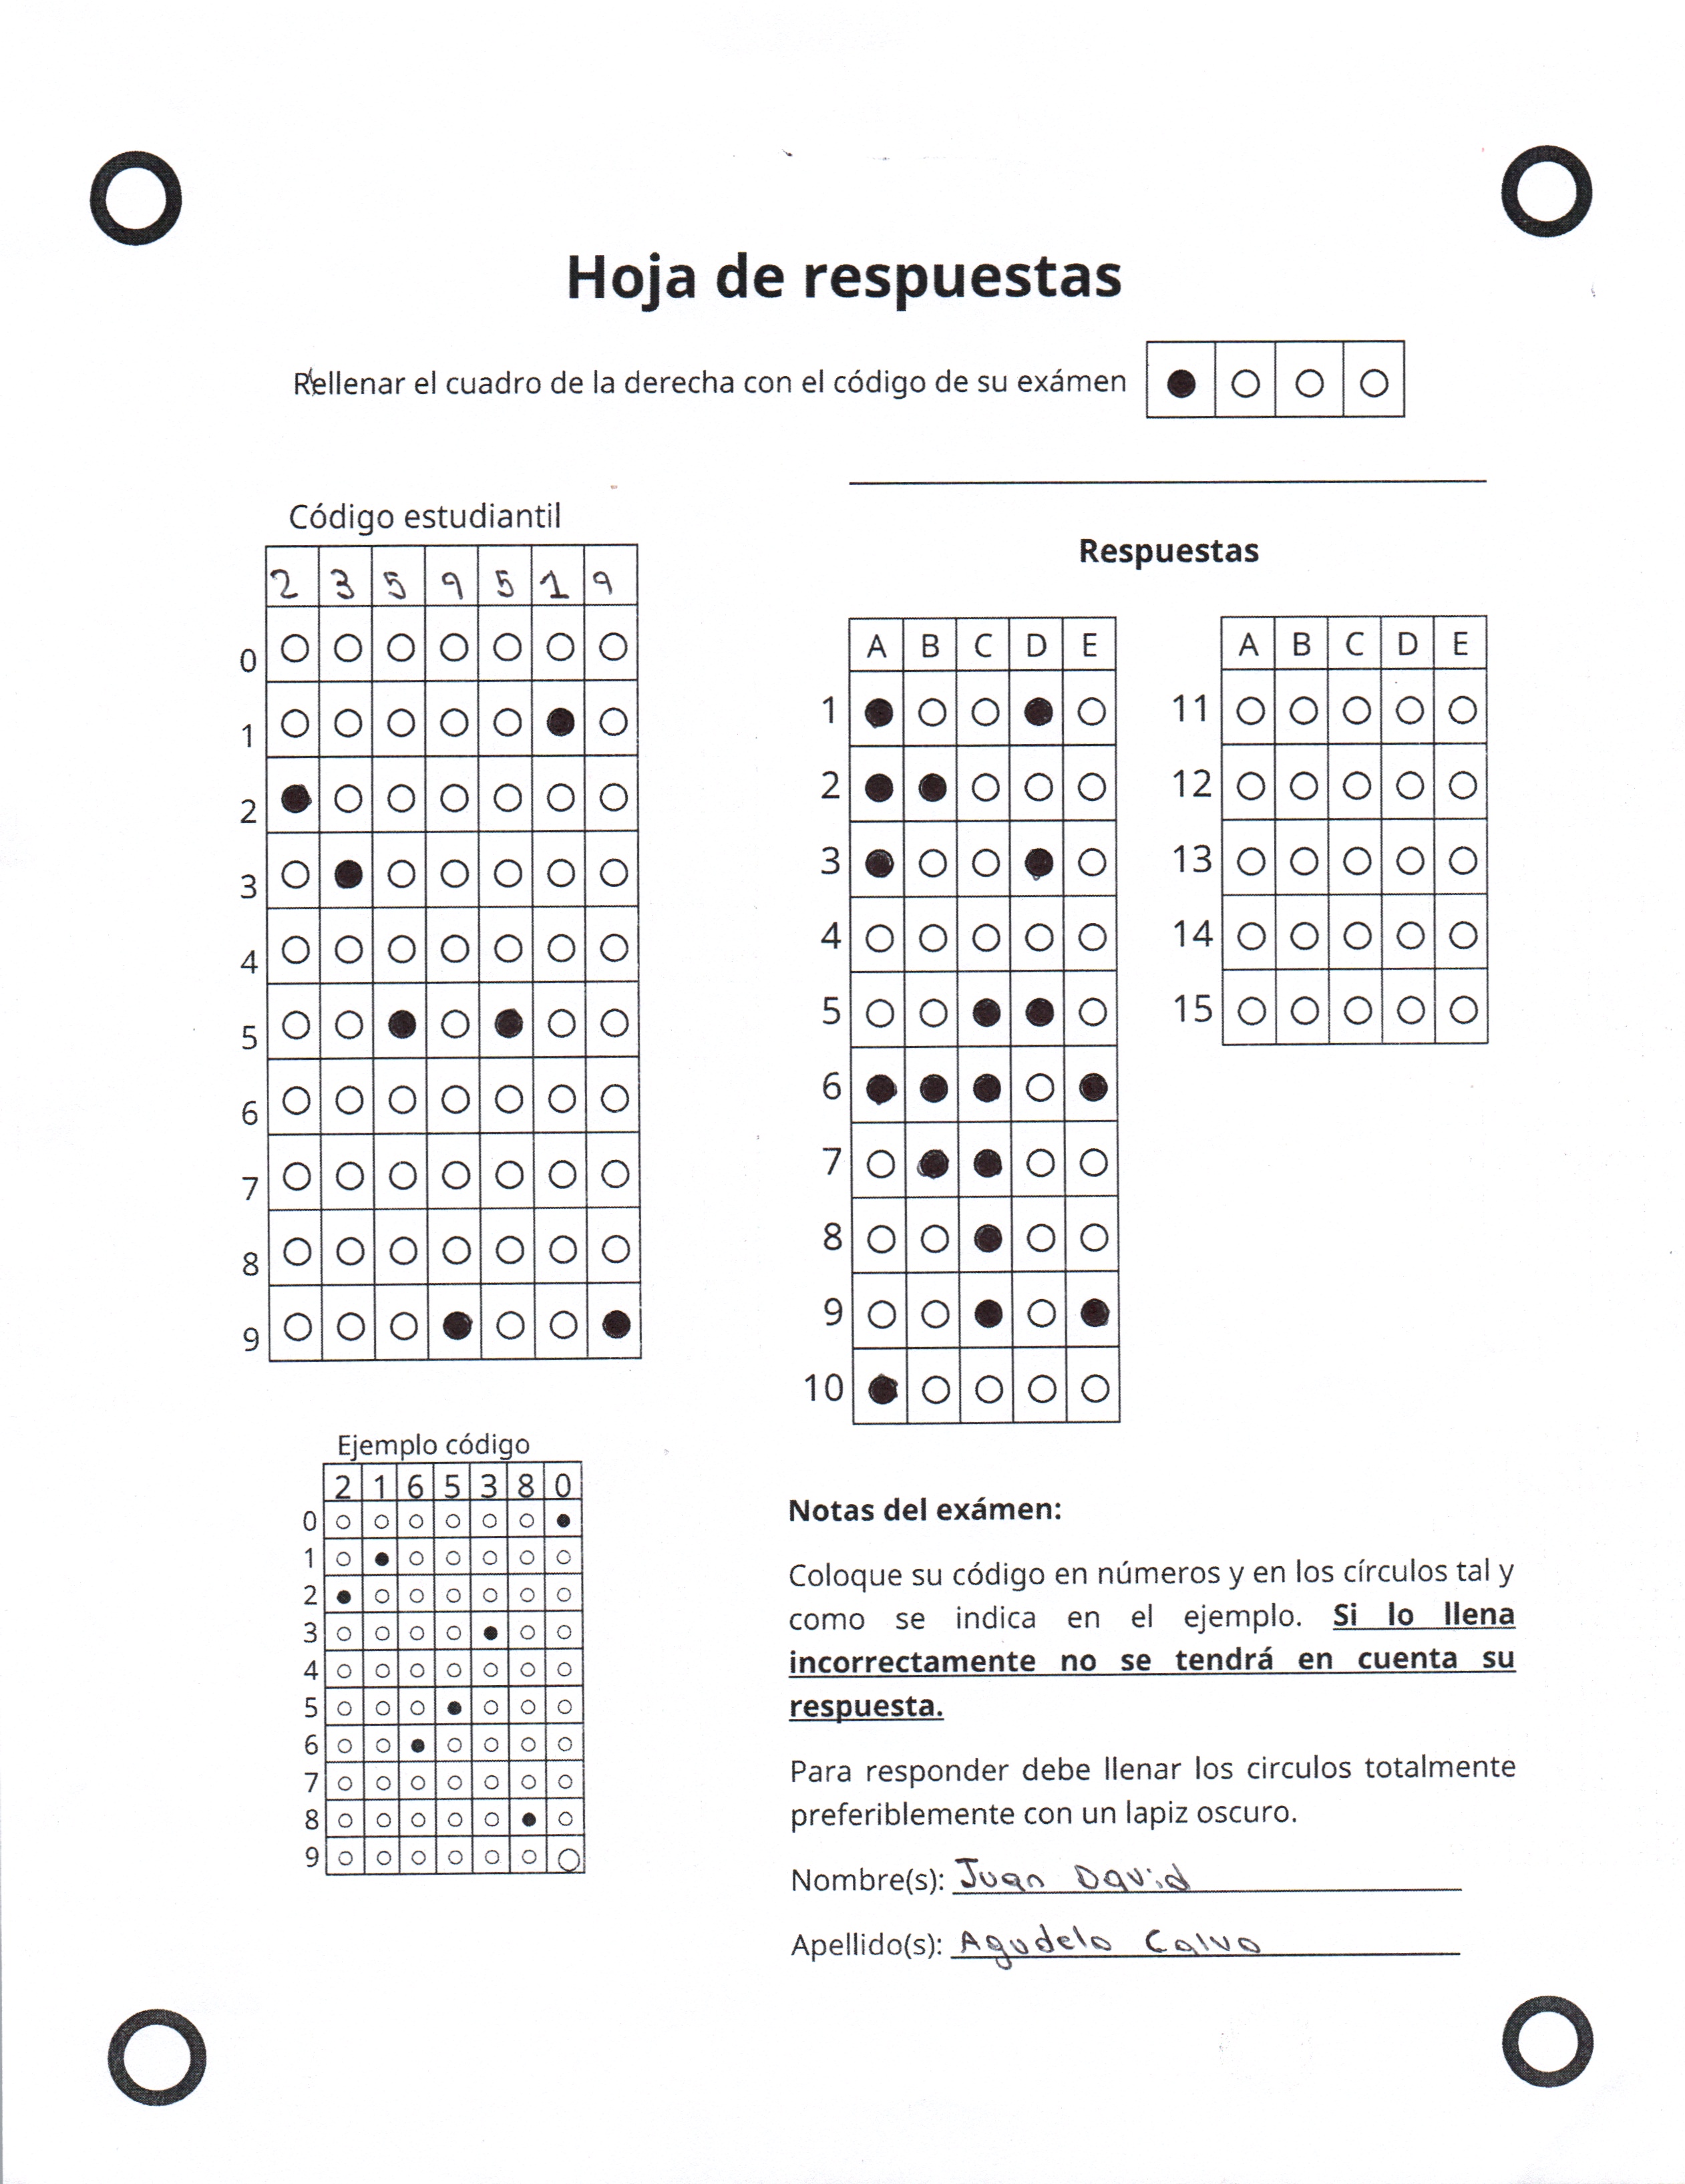 Hoja de respuestas
Rellenar el cuadro de la derecha con el código de su exámen
Código estudiantil
2 3 5 9 5 1 9
0
1
2
3
4
5
6
7
8
9
Respuestas
A B C D E
1
2
3
4
5
6
7
8
9
10
A B C D E
11
12
13
14
15
Ejemplo código
2 1 6 5 3 8 0
0
1
2
3
4
5
6
7
8
9
Notas del exámen:
Coloque su código en números y en los círculos tal y
como se indica en el ejemplo. Si lo llena
incorrectamente no se tendrá en cuenta su
respuesta.
Para responder debe llenar los circulos totalmente
preferiblemente con un lapiz oscuro.
Nombre(s): Juan David
Apellido(s): Agudelo Calvo